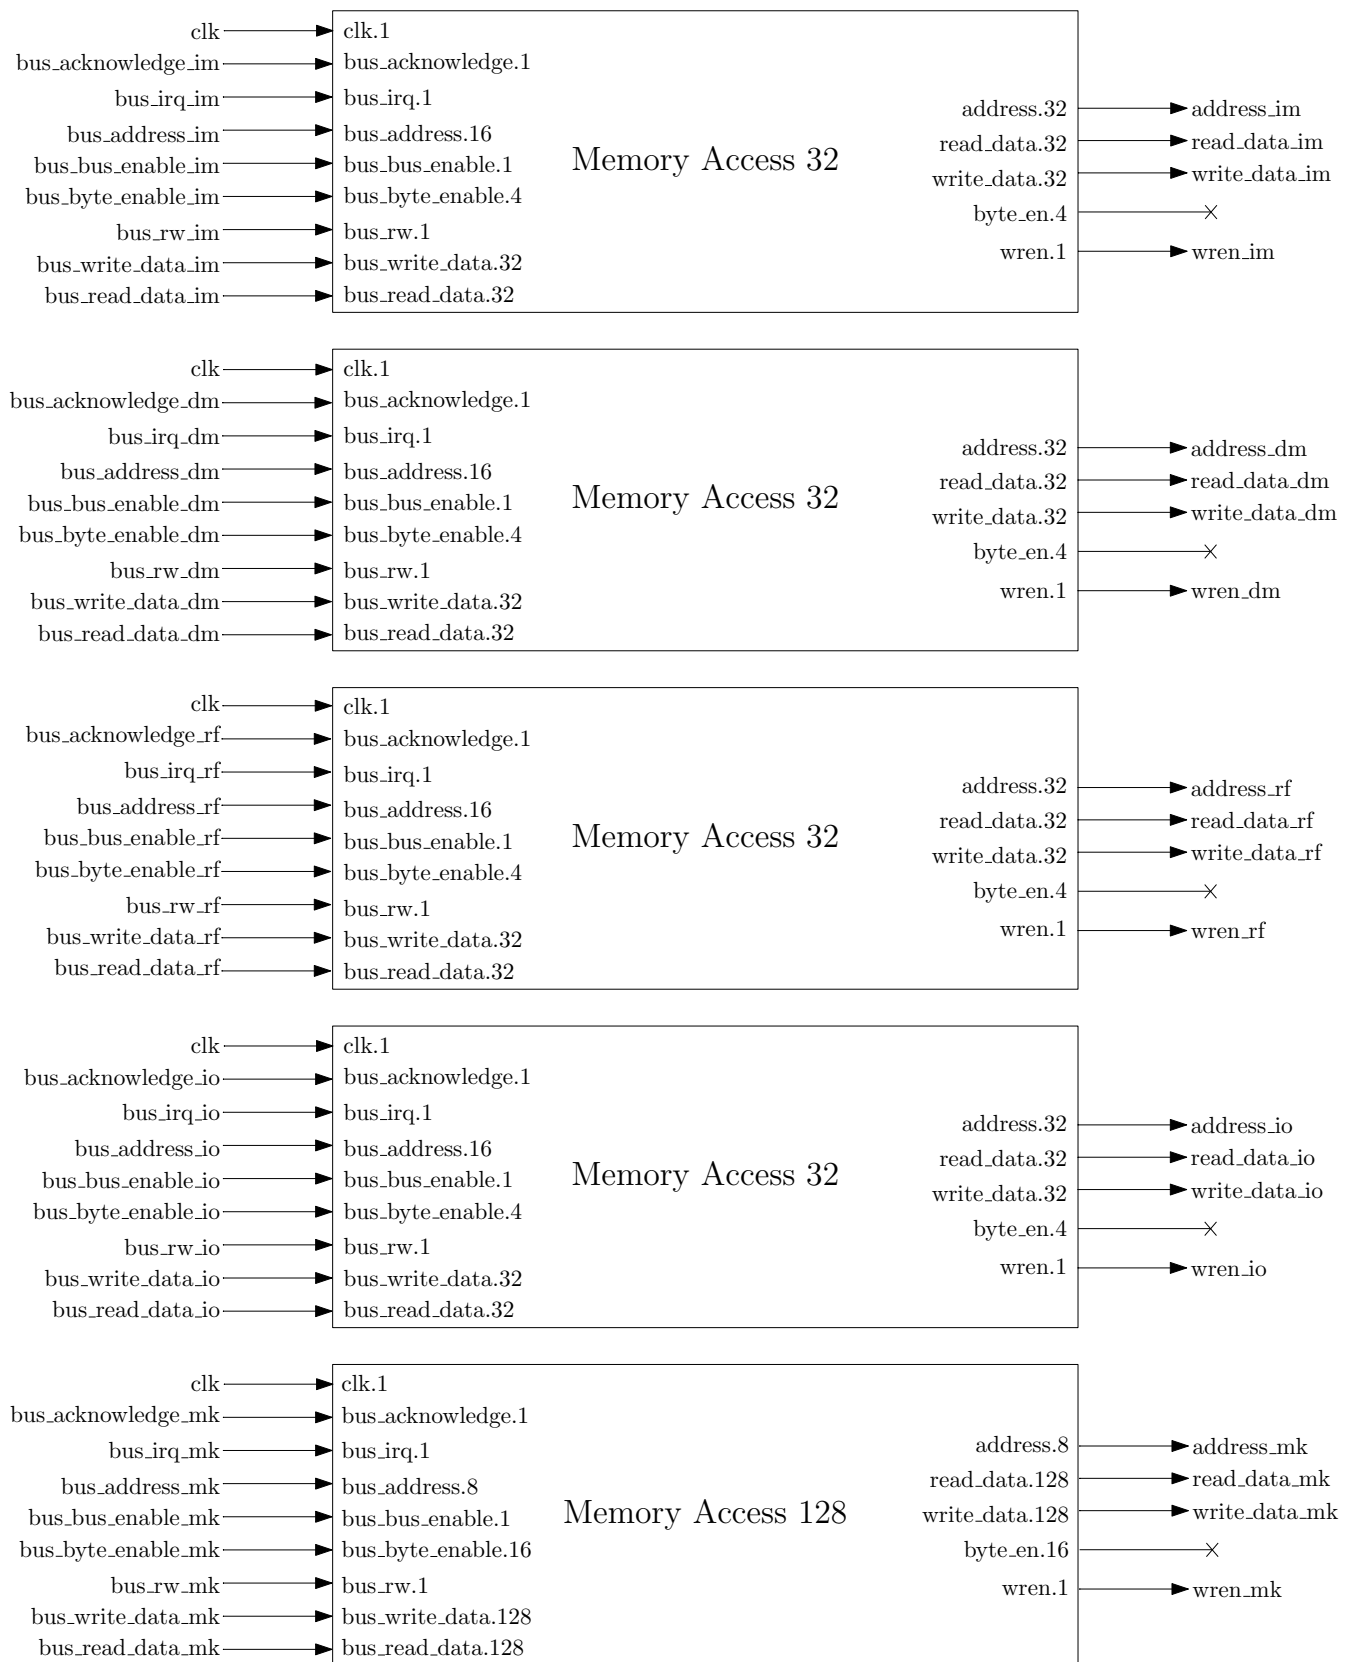 clk clk.1
bus_acknowledge_im bus_acknowledge.1
bus_irq_im bus_irq.1 address.32 address_im
bus_address_im bus_address.16 read_data.32 read_data_im
bus_bus_enable_im bus_bus_enable.1 Memory Access 32 write_data.32 write_data_im
bus_byte_enable_im bus_byte_enable.4 byte_en.4
bus_rw_im bus_rw.1 wren.1 wren_im
bus_write_data_im bus_write_data.32
bus_read_data_im bus_read_data.32
clk clk.1
bus_acknowledge_dm bus_acknowledge.1
bus_irq_dm bus_irq.1 address.32 address_dm
bus_address_dm bus_address.16 read_data.32 read_data_dm
bus_bus_enable_dm bus_bus_enable.1 Memory Access 32 write_data.32 write_data_dm
bus_byte_enable_dm bus_byte_enable.4 byte_en.4
bus_rw_dm bus_rw.1 wren.1 wren_dm
bus_write_data_dm bus_write_data.32
bus_read_data_dm bus_read_data.32
clk clk.1
bus_acknowledge_rf bus_acknowledge.1
bus_irq_rf bus_irq.1 address.32 address_rf
bus_address_rf bus_address.16 read_data.32 read_data_rf
bus_bus_enable_rf bus_bus_enable.1 Memory Access 32 write_data.32 write_data_rf
bus_byte_enable_rf bus_byte_enable.4 byte_en.4
bus_rw_rf bus_rw.1 wren.1 wren_rf
bus_write_data_rf bus_write_data.32
bus_read_data_rf bus_read_data.32
clk clk.1
bus_acknowledge_io bus_acknowledge.1
bus_irq_io bus_irq.1 address.32 address_io
bus_address_io bus_address.16 read_data.32 read_data_io
bus_bus_enable_io bus_bus_enable.1 Memory Access 32 write_data.32 write_data_io
bus_byte_enable_io bus_byte_enable.4 byte_en.4
bus_rw_io bus_rw.1 wren.1 wren_io
bus_write_data_io bus_write_data.32
bus_read_data_io bus_read_data.32
clk clk.1
bus_acknowledge_mk bus_acknowledge.1
bus_irq_mk bus_irq.1 address.8 address_mk
bus_address_mk bus_address.8 read_data.128 read_data_mk
bus_bus_enable_mk bus_bus_enable.1 Memory Access 128 write_data.128 write_data_mk
bus_byte_enable_mk bus_byte_enable.16 byte_en.16
bus_rw_mk bus_rw.1 wren.1 wren_mk
bus_write_data_mk bus_write_data.128
bus_read_data_mk bus_read_data.128